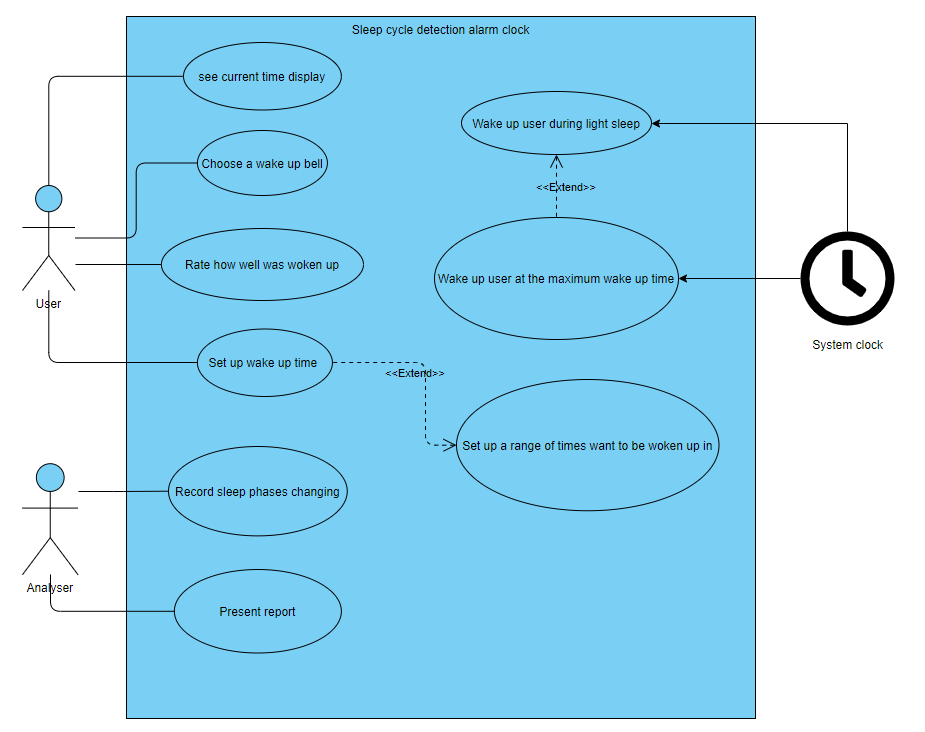 Sleep cycle detection alarm clock
see current time display
Wake up user during light sleep
Choose a wake up bell
<<Extend>>
Rate how well was woken up
Wake up user at the maximum wake up time
User
System clock
Set up wake up time
<<Extend>>
Set up a range of times want to be woken up in
Record sleep phases changing
Analyser
Present report